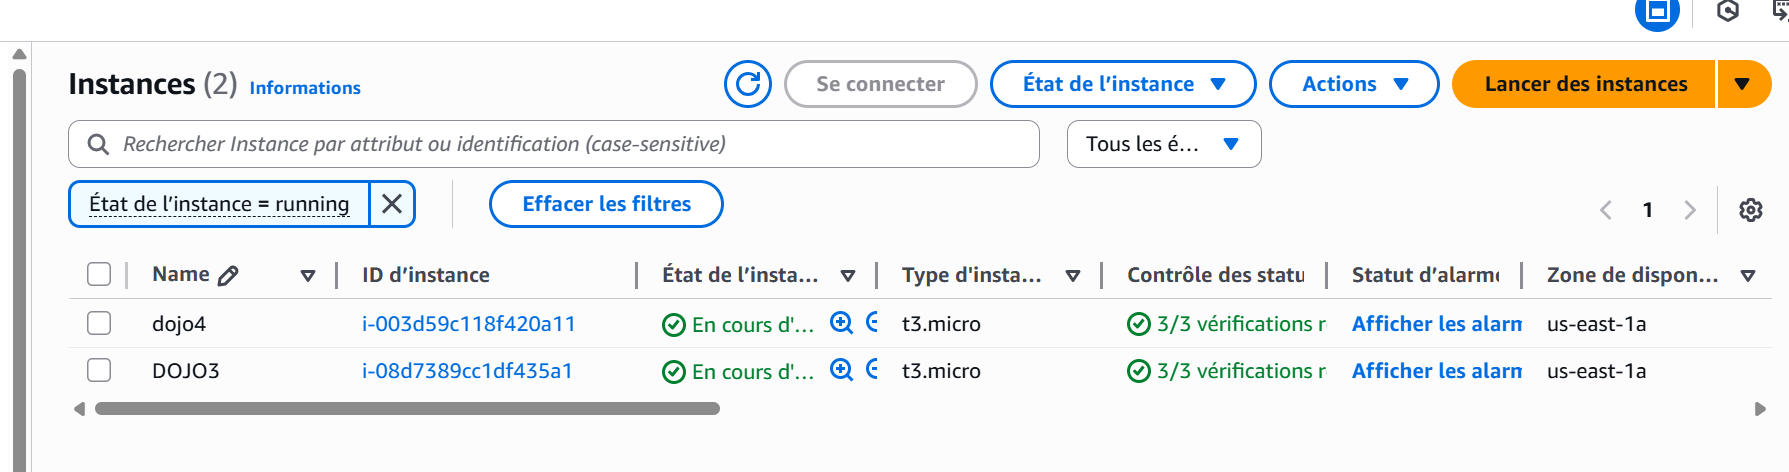 Instances (2) Informations Se connecter État de l’instance Actions Lancer des instances
Rechercher Instance par attribut ou identification (case-sensitive) Tous les é...
État de l’instance = running Effacer les filtres 1
Name ID d’instance État de l’insta... Type d'insta... Contrôle des statu Statut d’alarme Zone de dispon...
dojo4 i-003d59c118f420a11 En cours d'... t3.micro 3/3 vérifications r Afficher les alarm us-east-1a
DOJO3 i-08d7389cc1df435a1 En cours d'... t3.micro 3/3 vérifications r Afficher les alarm us-east-1a